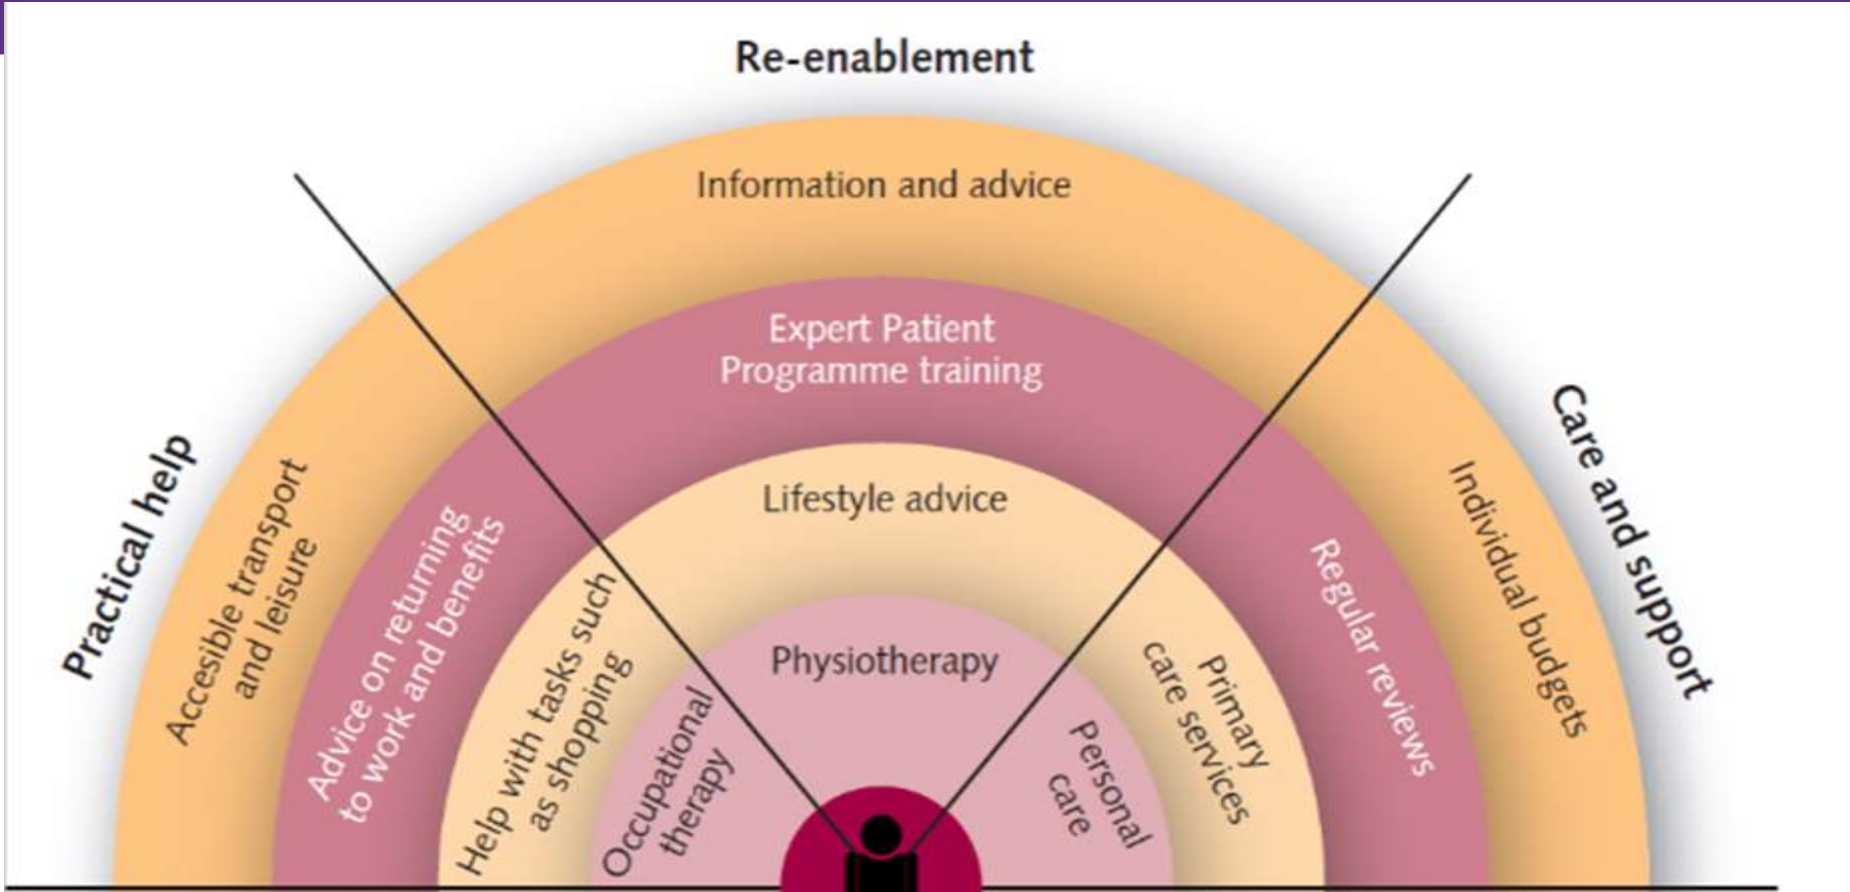 Re-enablement
Information and advice
Expert Patient
Programme training
Lifestyle advice
Physiotherapy
Practical help
Accesible transport
and leisure
Advice on returning
to work and benefits
Help with tasks such
as shopping
Occupational
therapy
Care and support
Individual budgets
Regular reviews
Primary
care services
Personal
care